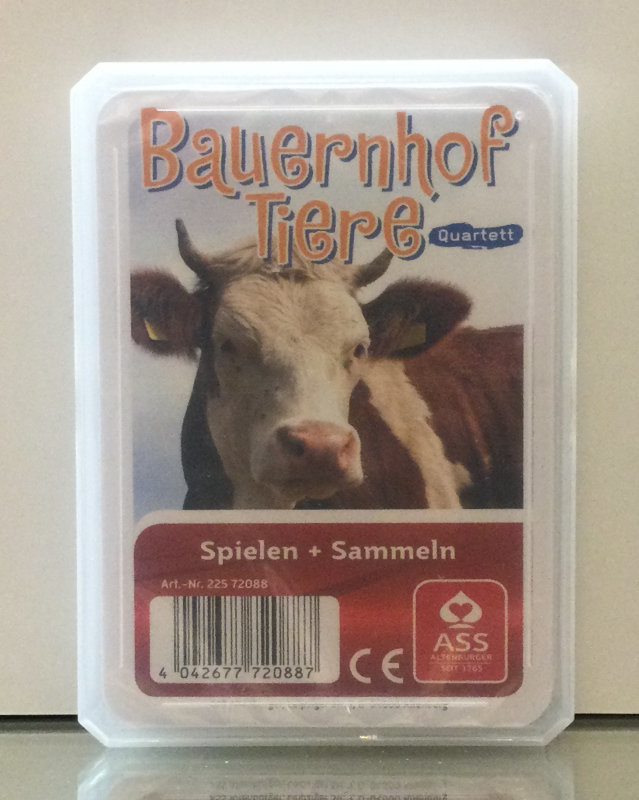 Bauernhof
Tiere
Quartett
Spielen + Sammeln
Art.-Nr. 225 72088
4 042677 720887
CE
ASS
ALTENBURGER
SEIT 1765